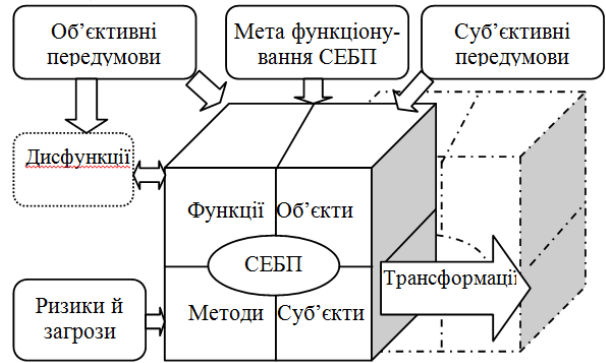 Об’єктивні
передумови
Мета функціону-
вання СЕБП
Суб’єктивні
передумови
Дисфункції
Функції
Об’єкти
СЕБП
Трансформації
Методи
Суб’єкти
Ризики й
загрози